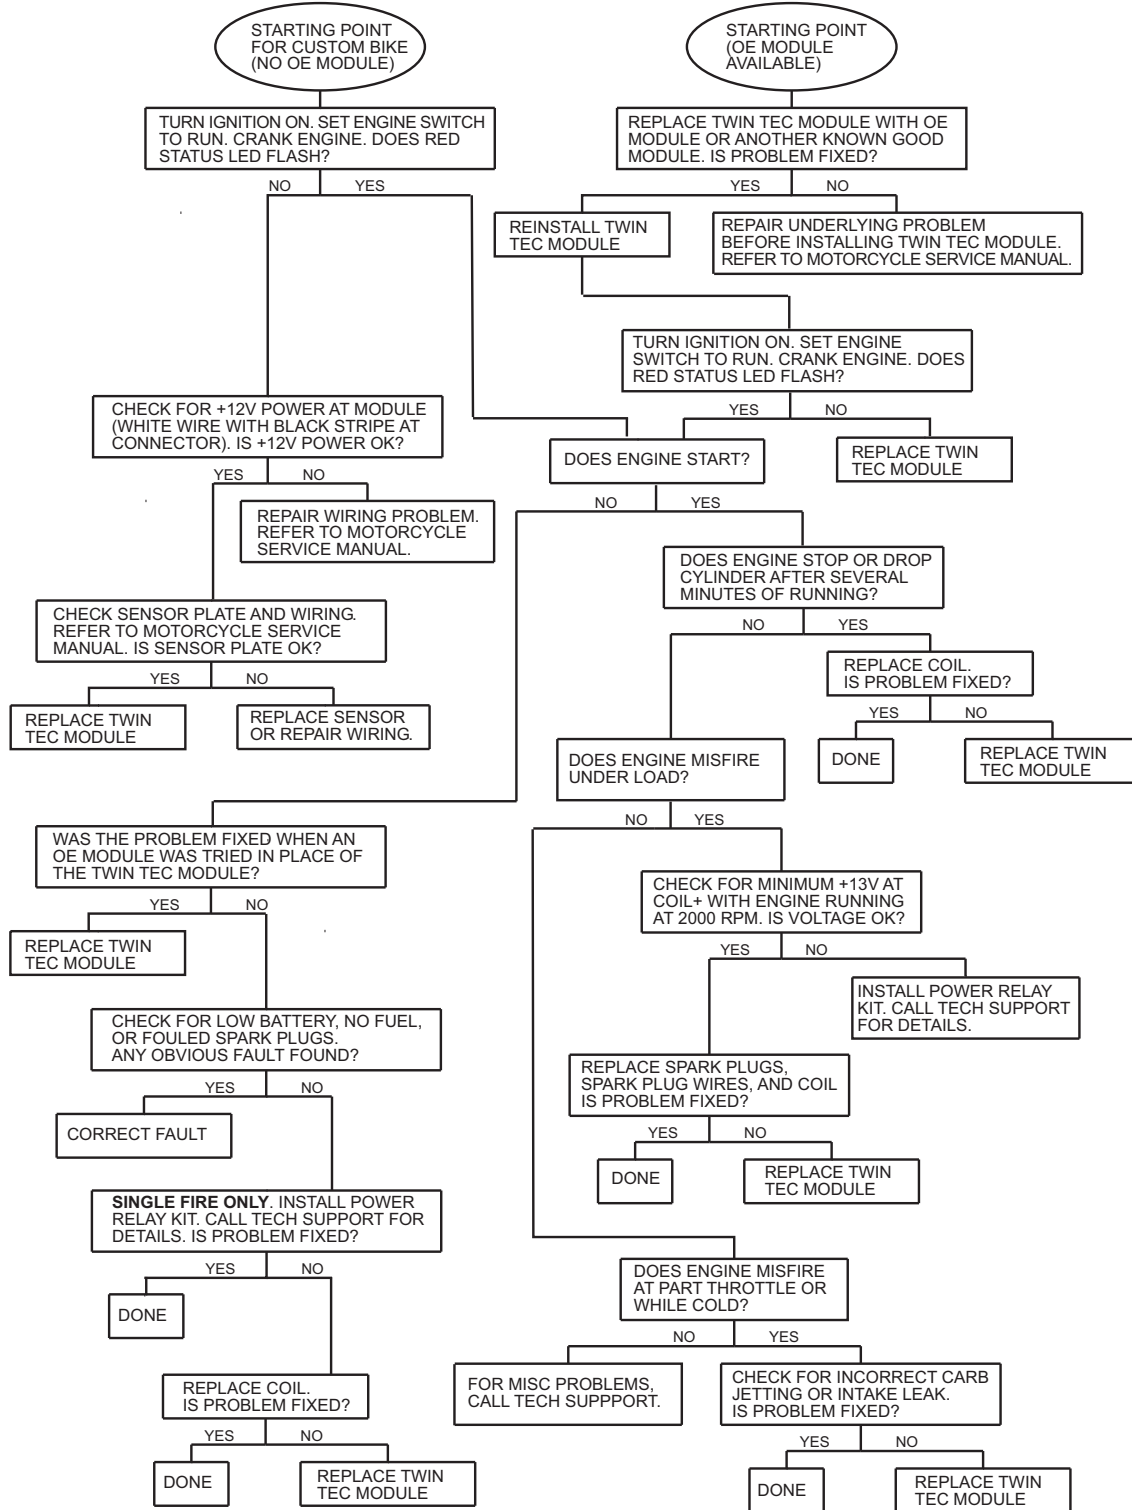 STARTING POINT
FOR CUSTOM BIKE
(NO OE MODULE)
STARTING POINT
(OE MODULE
AVAILABLE)
TURN IGNITION ON. SET ENGINE SWITCH
TO RUN. CRANK ENGINE. DOES RED
STATUS LED FLASH?
REPLACE TWIN TEC MODULE WITH OE
MODULE OR ANOTHER KNOWN GOOD
MODULE. IS PROBLEM FIXED?
NO
YES
YES
NO
REINSTALL TWIN
TEC MODULE
REPAIR UNDERLYING PROBLEM
BEFORE INSTALLING TWIN TEC MODULE.
REFER TO MOTORCYCLE SERVICE MANUAL.
TURN IGNITION ON. SET ENGINE
SWITCH TO RUN. CRANK ENGINE. DOES
RED STATUS LED FLASH?
YES
NO
CHECK FOR +12V POWER AT MODULE
(WHITE WIRE WITH BLACK STRIPE AT
CONNECTOR). IS +12V POWER OK?
DOES ENGINE START?
REPLACE TWIN
TEC MODULE
YES
NO
NO
YES
REPAIR WIRING PROBLEM.
REFER TO MOTORCYCLE
SERVICE MANUAL.
DOES ENGINE STOP OR DROP
CYLINDER AFTER SEVERAL
MINUTES OF RUNNING?
CHECK SENSOR PLATE AND WIRING.
REFER TO MOTORCYCLE SERVICE
MANUAL. IS SENSOR PLATE OK?
NO
YES
YES
NO
REPLACE COIL.
IS PROBLEM FIXED?
REPLACE TWIN
TEC MODULE
REPLACE SENSOR
OR REPAIR WIRING.
YES
NO
DOES ENGINE MISFIRE
UNDER LOAD?
DONE
REPLACE TWIN
TEC MODULE
NO
YES
WAS THE PROBLEM FIXED WHEN AN
OE MODULE WAS TRIED IN PLACE OF
THE TWIN TEC MODULE?
CHECK FOR MINIMUM +13V AT
COIL+ WITH ENGINE RUNNING
AT 2000 RPM. IS VOLTAGE OK?
YES
NO
REPLACE TWIN
TEC MODULE
YES
NO
INSTALL POWER RELAY
KIT. CALL TECH SUPPORT
FOR DETAILS.
CHECK FOR LOW BATTERY, NO FUEL,
OR FOULED SPARK PLUGS.
ANY OBVIOUS FAULT FOUND?
REPLACE SPARK PLUGS,
SPARK PLUG WIRES, AND COIL
IS PROBLEM FIXED?
YES
NO
CORRECT FAULT
YES
NO
DONE
REPLACE TWIN
TEC MODULE
SINGLE FIRE ONLY. INSTALL POWER
RELAY KIT. CALL TECH SUPPORT FOR
DETAILS. IS PROBLEM FIXED?
YES
NO
DONE
DOES ENGINE MISFIRE
AT PART THROTTLE OR
WHILE COLD?
NO
YES
REPLACE COIL.
IS PROBLEM FIXED?
FOR MISC PROBLEMS,
CALL TECH SUPPPORT.
CHECK FOR INCORRECT CARB
JETTING OR INTAKE LEAK.
IS PROBLEM FIXED?
YES
NO
YES
NO
DONE
REPLACE TWIN
TEC MODULE
DONE
REPLACE TWIN
TEC MODULE